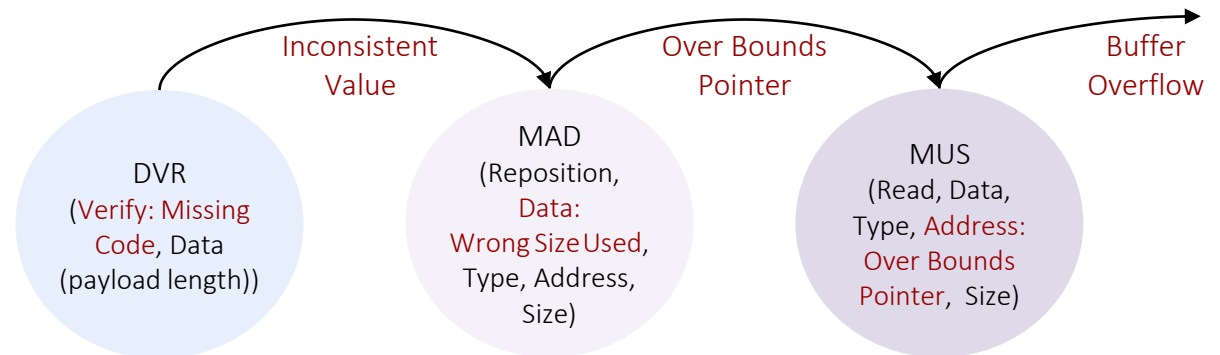 Inconsistent
Value
Over Bounds
Pointer
Buffer
Overflow
DVR
(Verify: Missing
Code, Data
(payload length))
MAD
(Reposition,
Data:
Wrong Size Used,
Type, Address,
Size)
MUS
(Read, Data,
Type, Address:
Over Bounds
Pointer, Size)